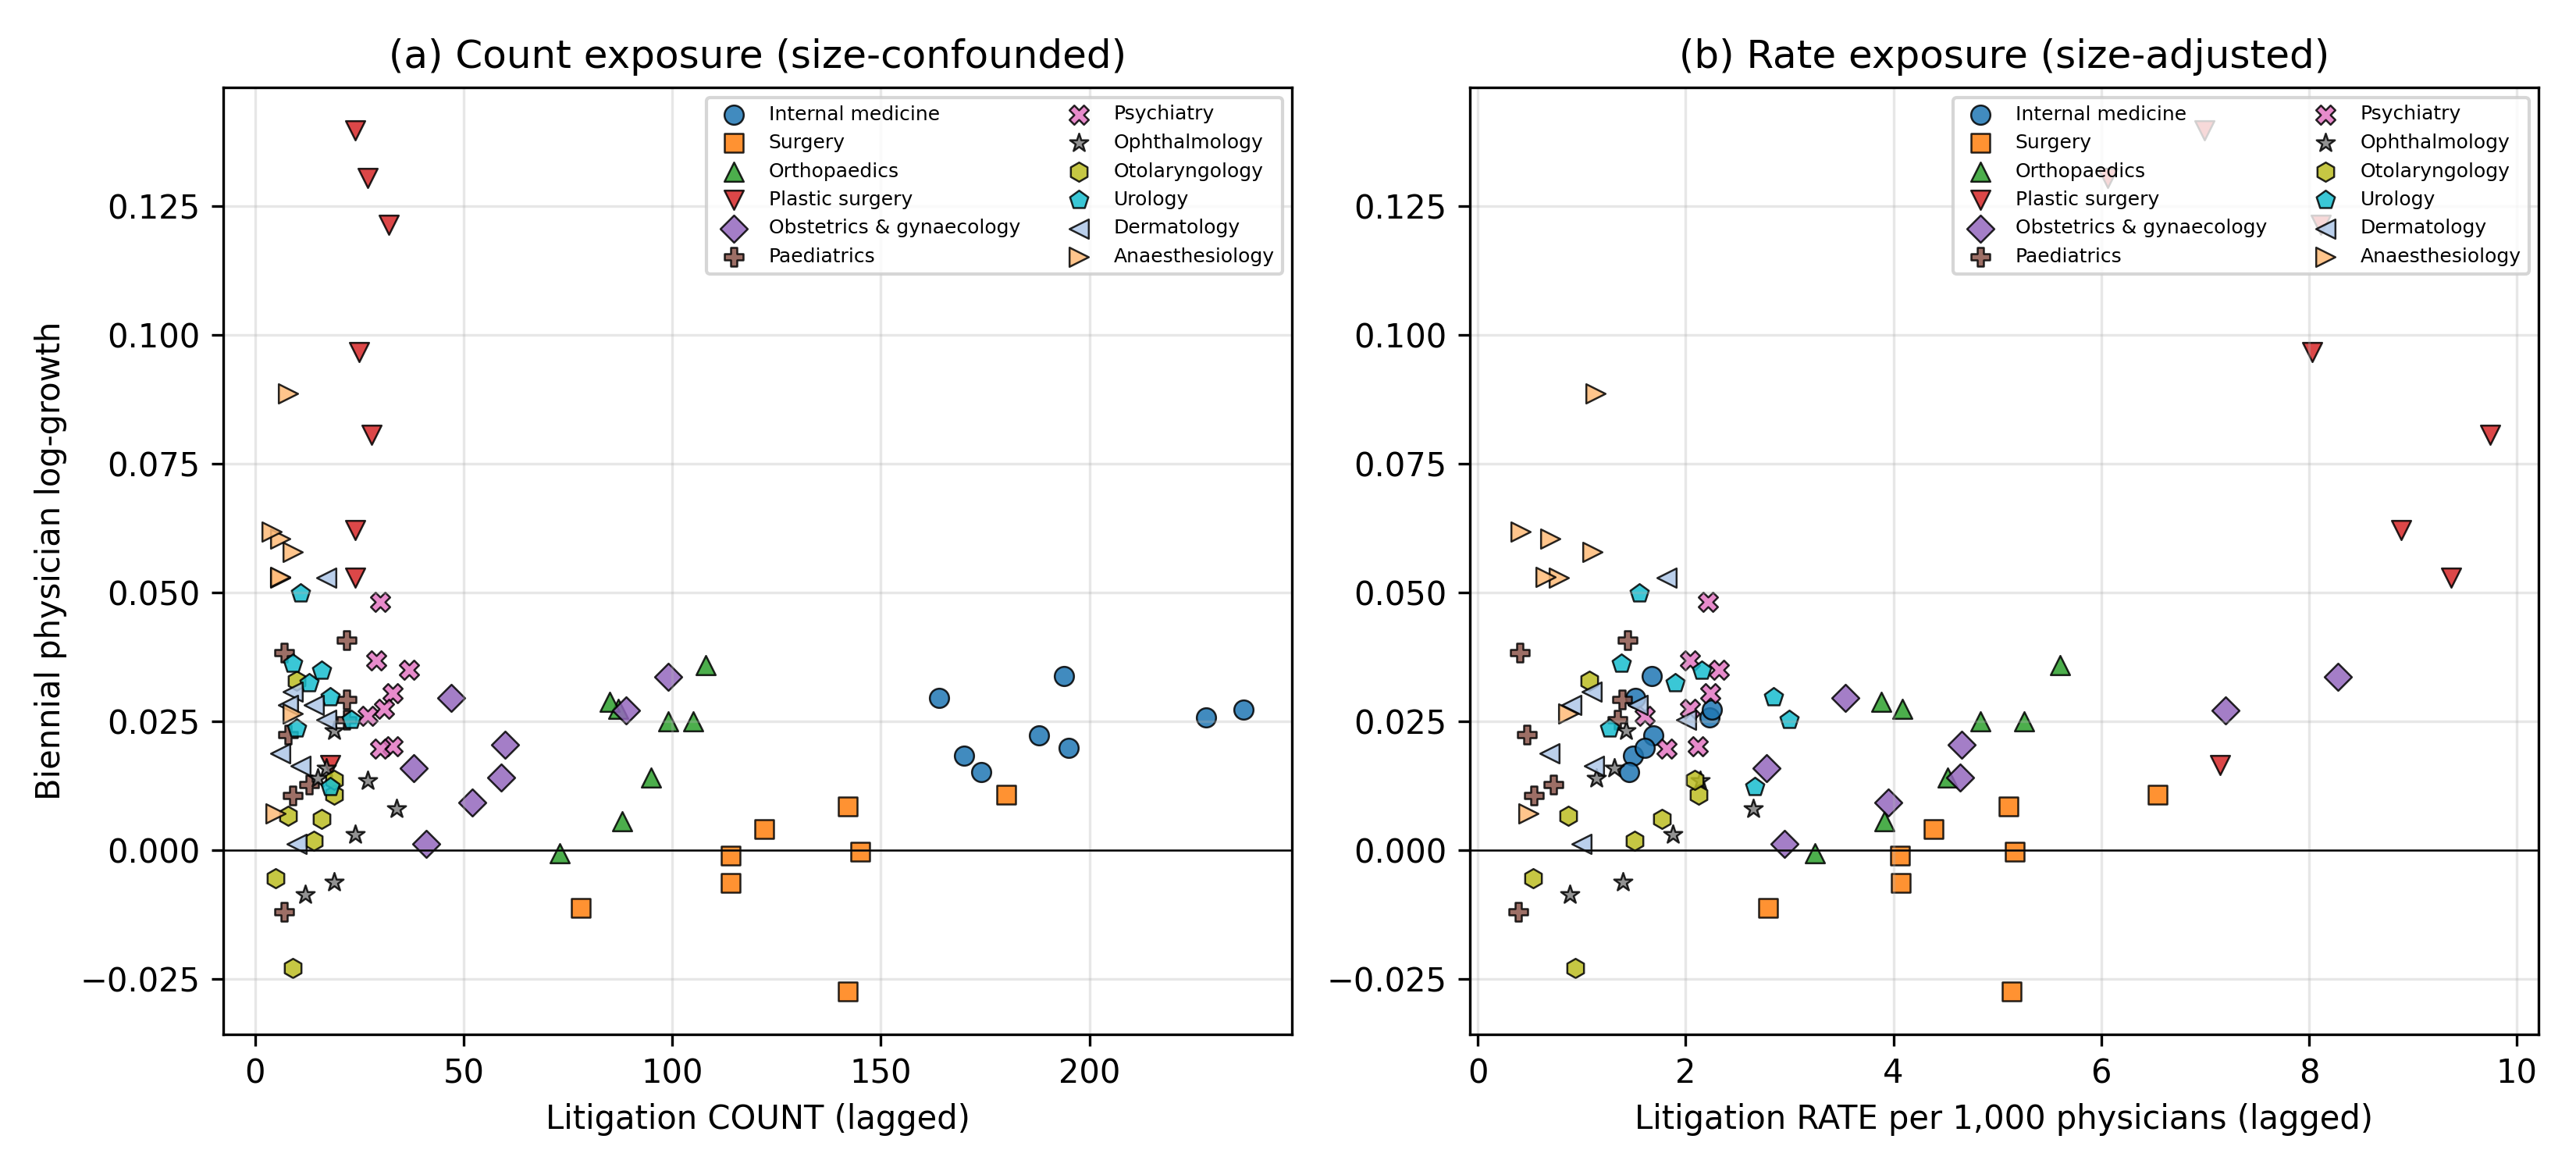 (a) Count exposure (size-confounded)
Internal medicine
Surgery
Orthopaedics
Plastic surgery
Obstetrics & gynaecology
Paediatrics
Psychiatry
Ophthalmology
Otolaryngology
Urology
Dermatology
Anaesthesiology
0.125
0.100
0.075
0.050
0.025
0.000
−0.025
Biennial physician log-growth
0
50
100
150
200
Litigation COUNT (lagged)
(b) Rate exposure (size-adjusted)
Internal medicine
Surgery
Orthopaedics
Plastic surgery
Obstetrics & gynaecology
Paediatrics
Psychiatry
Ophthalmology
Otolaryngology
Urology
Dermatology
Anaesthesiology
0.125
0.100
0.075
0.050
0.025
0.000
−0.025
0
2
4
6
8
10
Litigation RATE per 1,000 physicians (lagged)